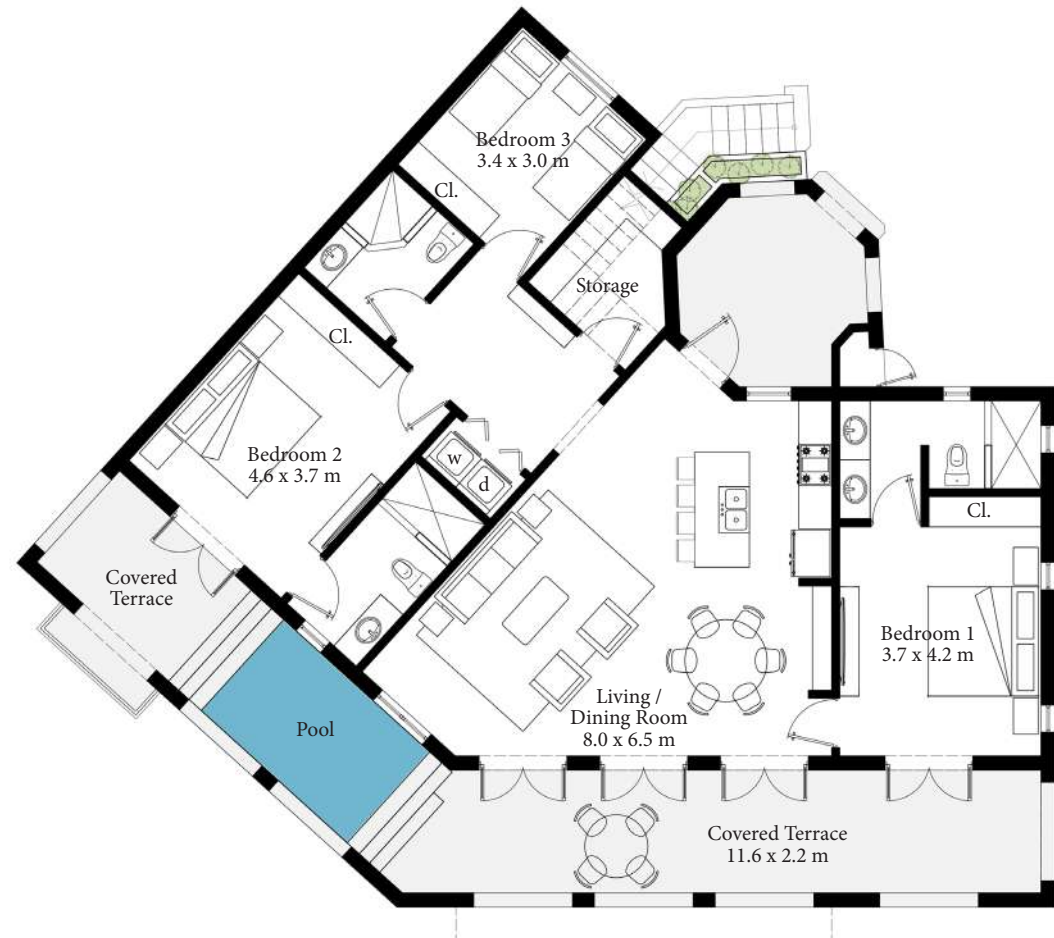 Bedroom 3
3.4 x 3.0 m
Cl.
Storage
Cl.
Bedroom 2
4.6 x 3.7 m
w
d
Cl.
Covered
Terrace
Bedroom 1
3.7 x 4.2 m
Living /
Dining Room
8.0 x 6.5 m
Pool
Covered Terrace
11.6 x 2.2 m